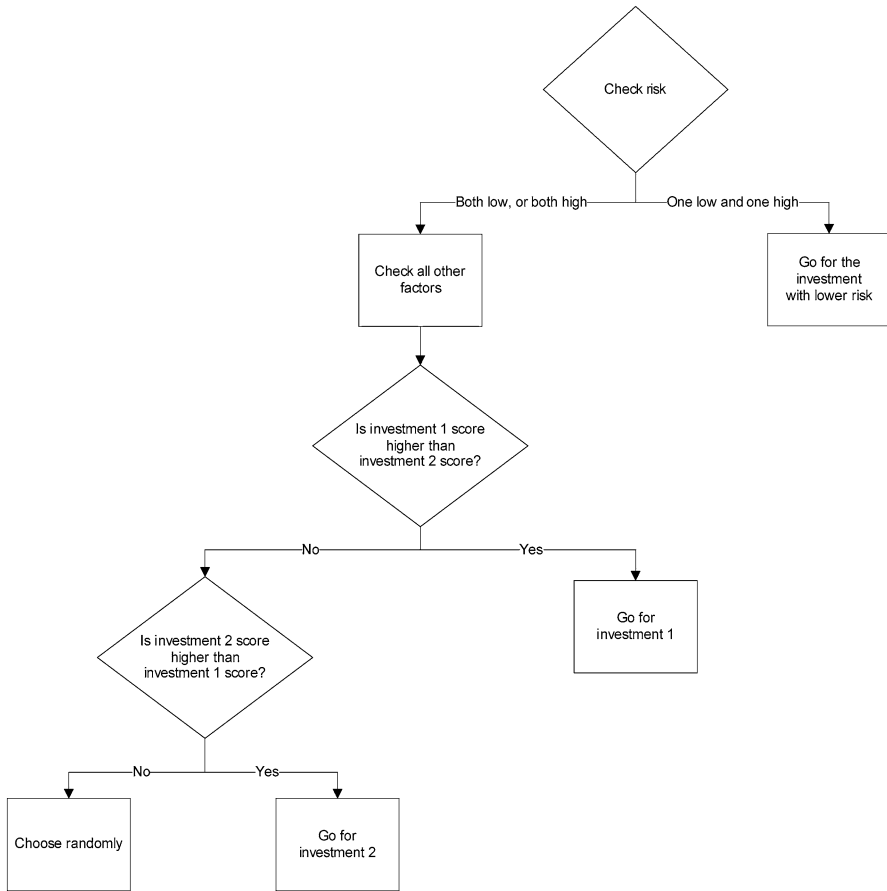 Check risk
Both low, or both high
One low and one high
Check all other
factors
Go for the
investment
with lower risk
Is investment 1 score
higher than
investment 2 score?
No
Yes
Go for
investment 1
Is investment 2 score
higher than
investment 1 score?
No
Yes
Choose randomly
Go for
investment 2